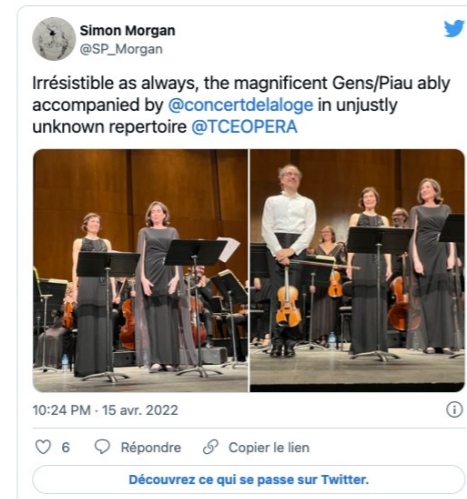 Simon Morgan
@SP_Morgan
Irrésistible as always, the magnificent Gens/Piau ably
accompanied by @concertdelaloge in unjustly
unknown repertoire @TCEOPERA
10:24 PM · 15 avr. 2022
6 Répondre Copier le lien
Découvrez ce qui se passe sur Twitter.